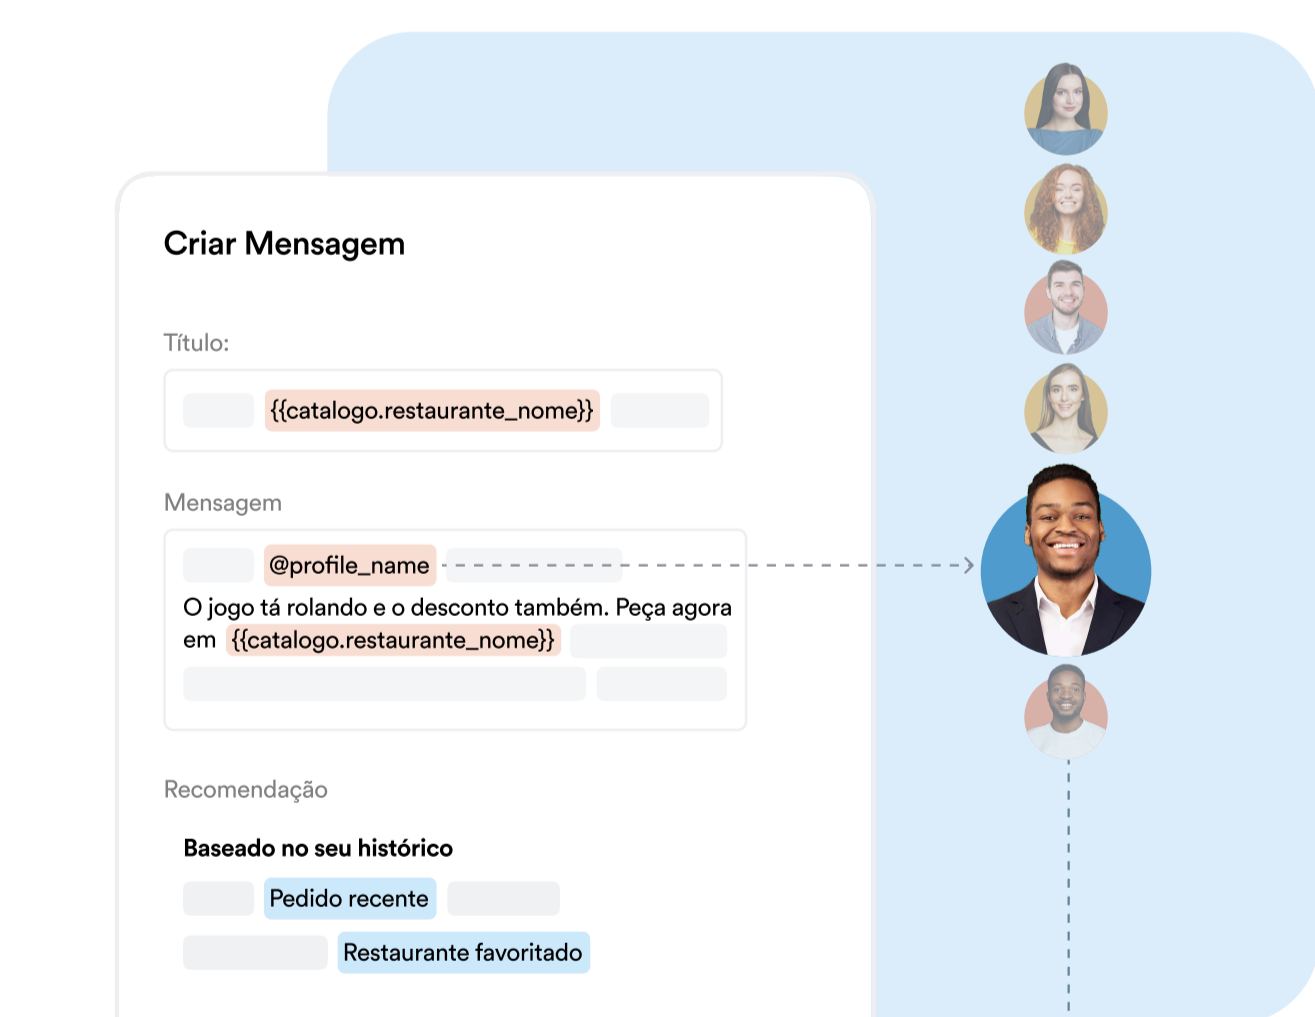 Criar Mensagem
Título:
{{catalogo.restaurante_nome}}
Mensagem
@profile_name
O jogo tá rolando e o desconto também. Peça agora
em {{catalogo.restaurante_nome}}
Recomendação
Baseado no seu histórico
Pedido recente
Restaurante favoritado